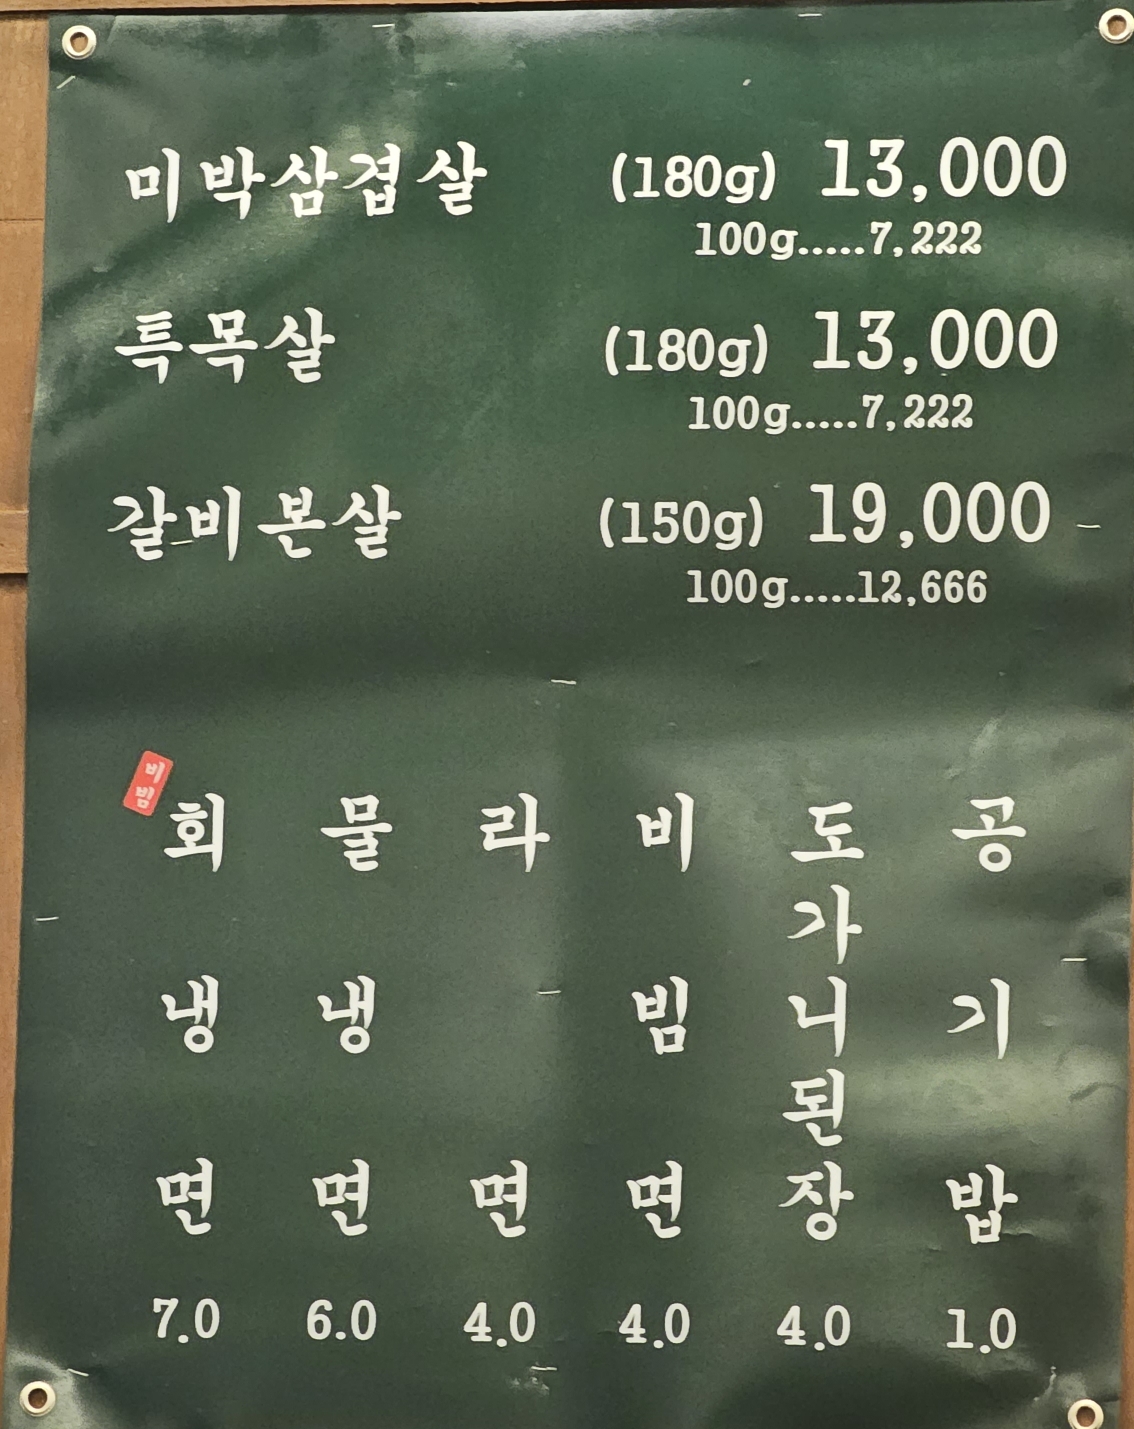 미박삼겹살 (180g) 13,000
100g.....7,222
특목살 (180g) 13,000
100g.....7,222
갈비본살 (150g) 19,000
100g.....12,666
비빔
회냉면 7.0
물냉면 6.0
라면 4.0
비빔면 4.0
도가니된장 4.0
공기밥 1.0